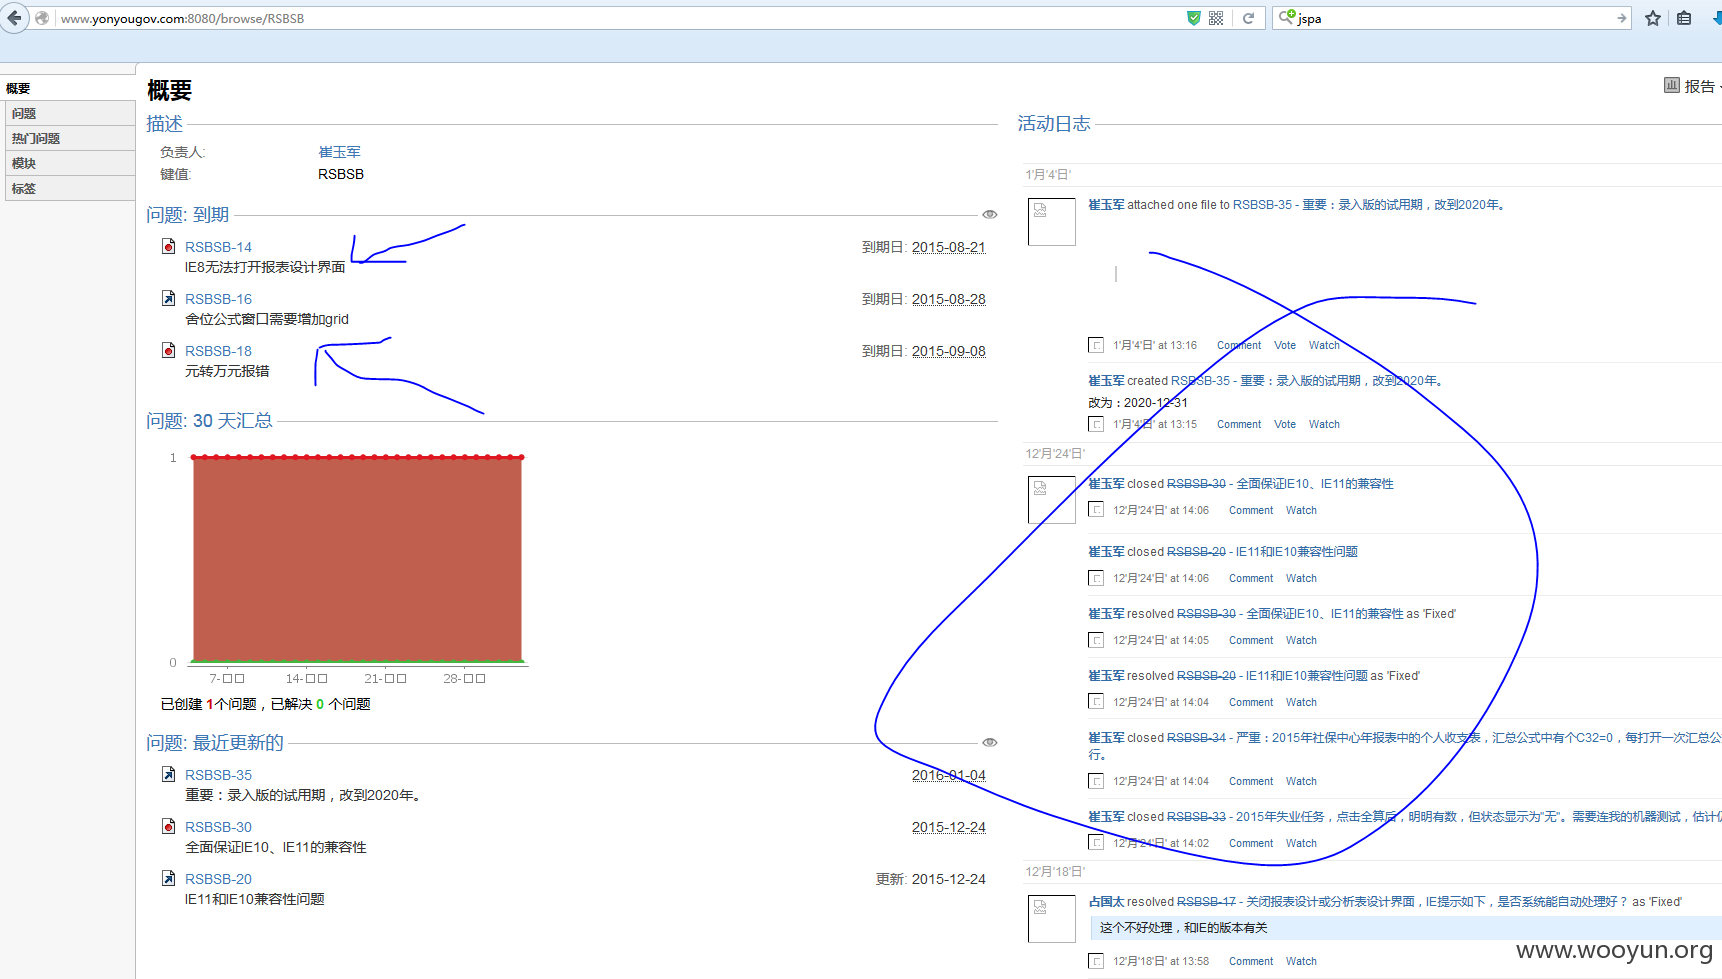 www.yonyougov.com:8080/browse/RSBSB
jspa
概要
问题
热门问题
模块
标签
概要
报告
描述
负责人: 崔玉军
键值: RSBSB
问题: 到期
RSBSB-14 到期日: 2015-08-21
IE8无法打开报表设计界面
RSBSB-16 到期日: 2015-08-28
舍位公式窗口需要增加grid
RSBSB-18 到期日: 2015-09-08
元转万元报错
问题: 30 天汇总
1
0
7-□□ 14-□□ 21-□□ 28-□□
已创建 1个问题，已解决 0 个问题
问题: 最近更新的
RSBSB-35 2016-01-04
重要：录入版的试用期，改到2020年。
RSBSB-30 2015-12-24
全面保证IE10、IE11的兼容性
RSBSB-20 更新: 2015-12-24
IE11和IE10兼容性问题
活动日志
1'月'4'日'
崔玉军 attached one file to RSBSB-35 - 重要：录入版的试用期，改到2020年。
1'月'4'日' at 13:16 Comment Vote Watch
崔玉军 created RSBSB-35 - 重要：录入版的试用期，改到2020年。
改为：2020-12-31
1'月'4'日' at 13:15 Comment Vote Watch
12'月'24'日'
崔玉军 closed RSBSB-30 - 全面保证IE10、IE11的兼容性
12'月'24'日' at 14:06 Comment Watch
崔玉军 closed RSBSB-20 - IE11和IE10兼容性问题
12'月'24'日' at 14:06 Comment Watch
崔玉军 resolved RSBSB-30 - 全面保证IE10、IE11的兼容性 as 'Fixed'
12'月'24'日' at 14:05 Comment Watch
崔玉军 resolved RSBSB-20 - IE11和IE10兼容性问题 as 'Fixed'
12'月'24'日' at 14:04 Comment Watch
崔玉军 closed RSBSB-34 - 严重：2015年社保中心年报表中的个人收支表，汇总公式中有个C32=0，每打开一次汇总公
行。
12'月'24'日' at 14:04 Comment Watch
崔玉军 closed RSBSB-33 - 2015年失业任务，点击全算后，明明有数，但状态显示为"无"。需要连我的机器测试，估计仅
12'月'24'日' at 14:02 Comment Watch
12'月'18'日'
占国太 resolved RSBSB-17 - 关闭报表设计或分析表设计界面，IE提示如下，是否系统能自动处理好？ as 'Fixed'
这个不好处理，和IE的版本有关
12'月'18'日' at 13:58 Comment Watch
www.wooyun.org